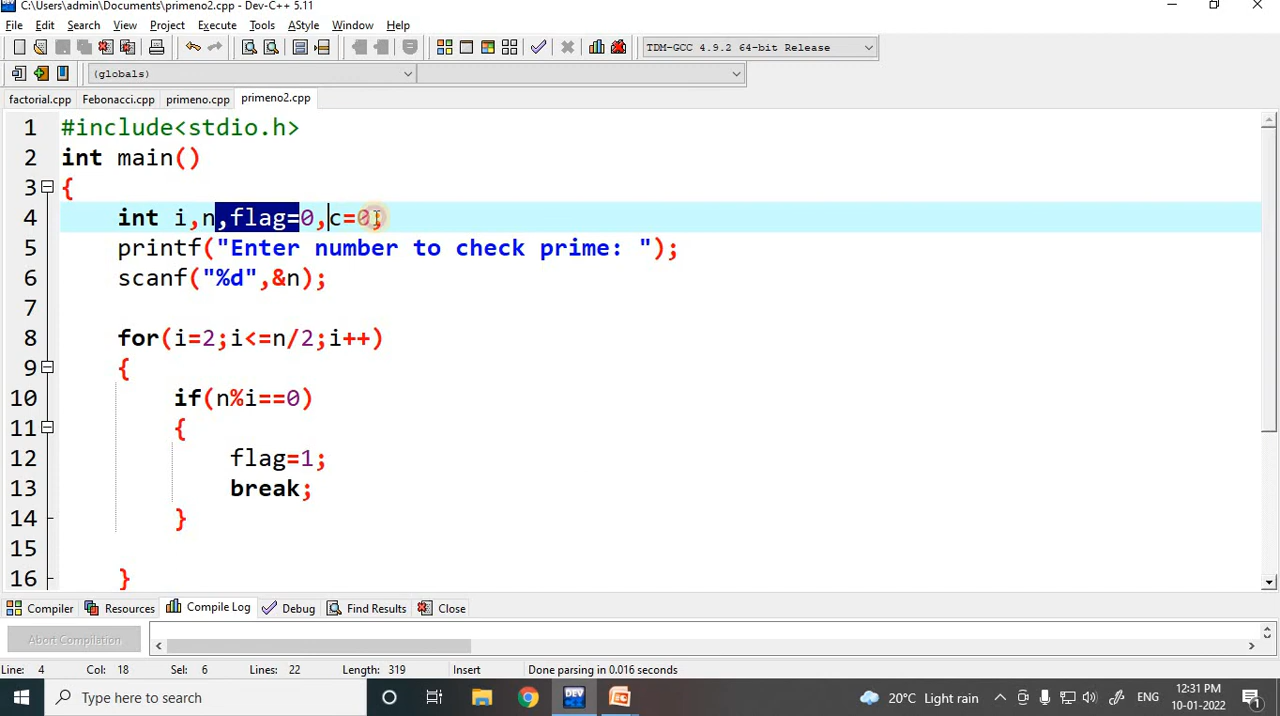 C:\Users\admin\Documents\primeno2.cpp - Dev-C++ 5.11
File Edit Search View Project Execute Tools AStyle Window Help
TDM-GCC 4.9.2 64-bit Release
(globals)
factorial.cpp Febonacci.cpp primeno.cpp primeno2.cpp
1 #include<stdio.h>
2 int main()
3 {
4 int i,n,flag=0,c=0;
5 printf("Enter number to check prime: ");
6 scanf("%d",&n);
7
8 for(i=2;i<=n/2;i++)
9 {
10 if(n%i==0)
11 {
12 flag=1;
13 break;
14 }
15
16 }
Compiler Resources Compile Log Debug Find Results Close
Abort Compilation
Line: 4 Col: 18 Sel: 6 Lines: 22 Length: 319 Insert Done parsing in 0.016 seconds
Type here to search DEV 20°C Light rain ENG 12:31 PM
10-01-2022 1